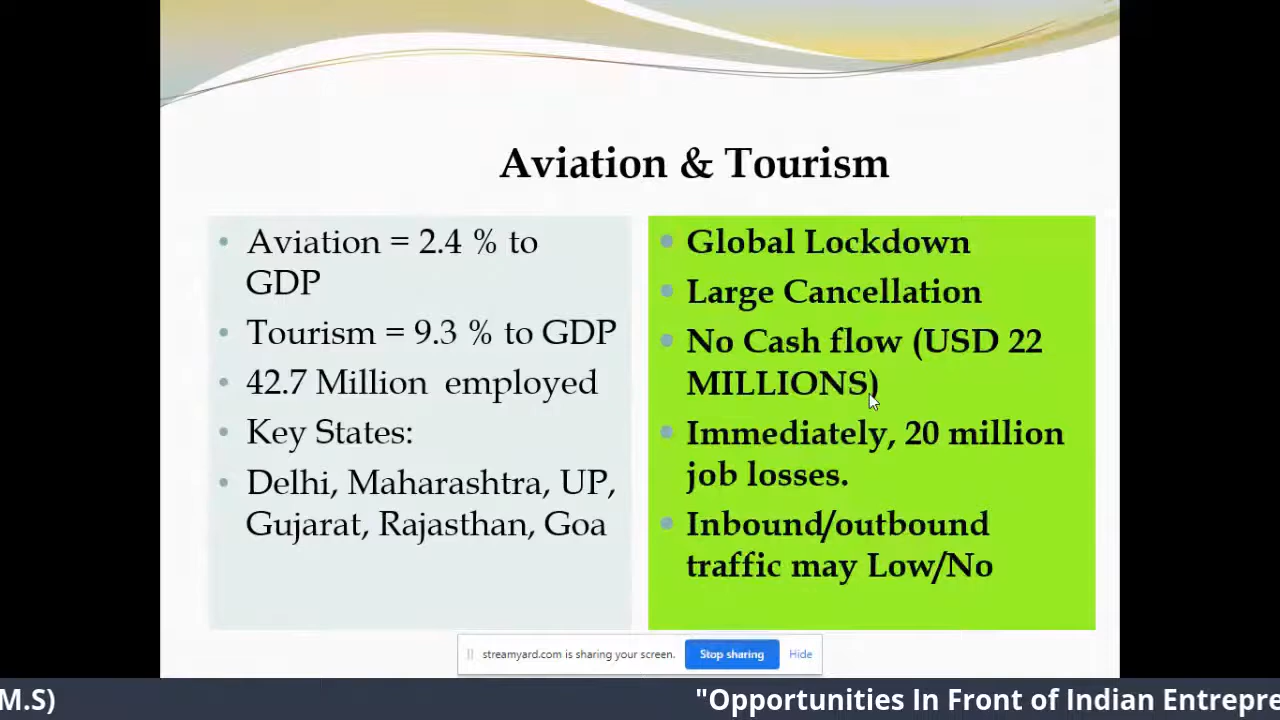 Aviation & Tourism
• Aviation = 2.4 % to
GDP
• Tourism = 9.3 % to GDP
• 42.7 Million employed
• Key States:
• Delhi, Maharashtra, UP,
Gujarat, Rajasthan, Goa
• Global Lockdown
• Large Cancellation
• No Cash flow (USD 22
MILLIONS)
• Immediately, 20 million
job losses.
• Inbound/outbound
traffic may Low/No
streamyard.com is sharing your screen. Stop sharing Hide
M.S) "Opportunities In Front of Indian Entrepre